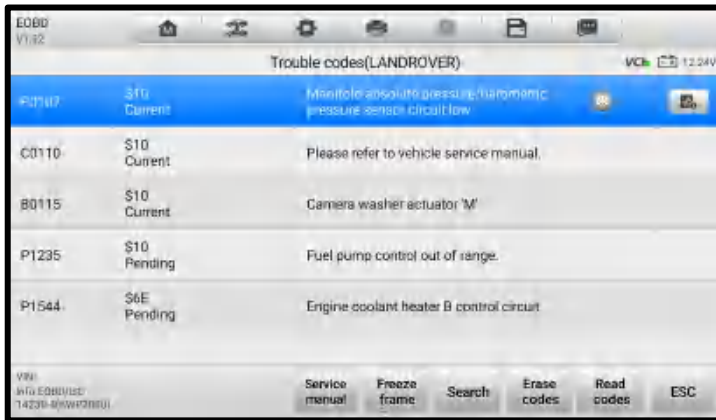 EOBD
V1.92
Trouble codes(LANDROVER)
VCI
12.24V
P0107
$10
Current
Manifold absolute pressure/barometric
pressure sensor circuit low
C0110
$10
Current
Please refer to vehicle service manual.
B0115
$10
Current
Camera washer actuator 'M'
P1235
$10
Pending
Fuel pump control out of range.
P1544
$6E
Pending
Engine coolant heater B control circuit
VIN:
Service
manual
Freeze
frame
Search
Erase
codes
Read
codes
ESC